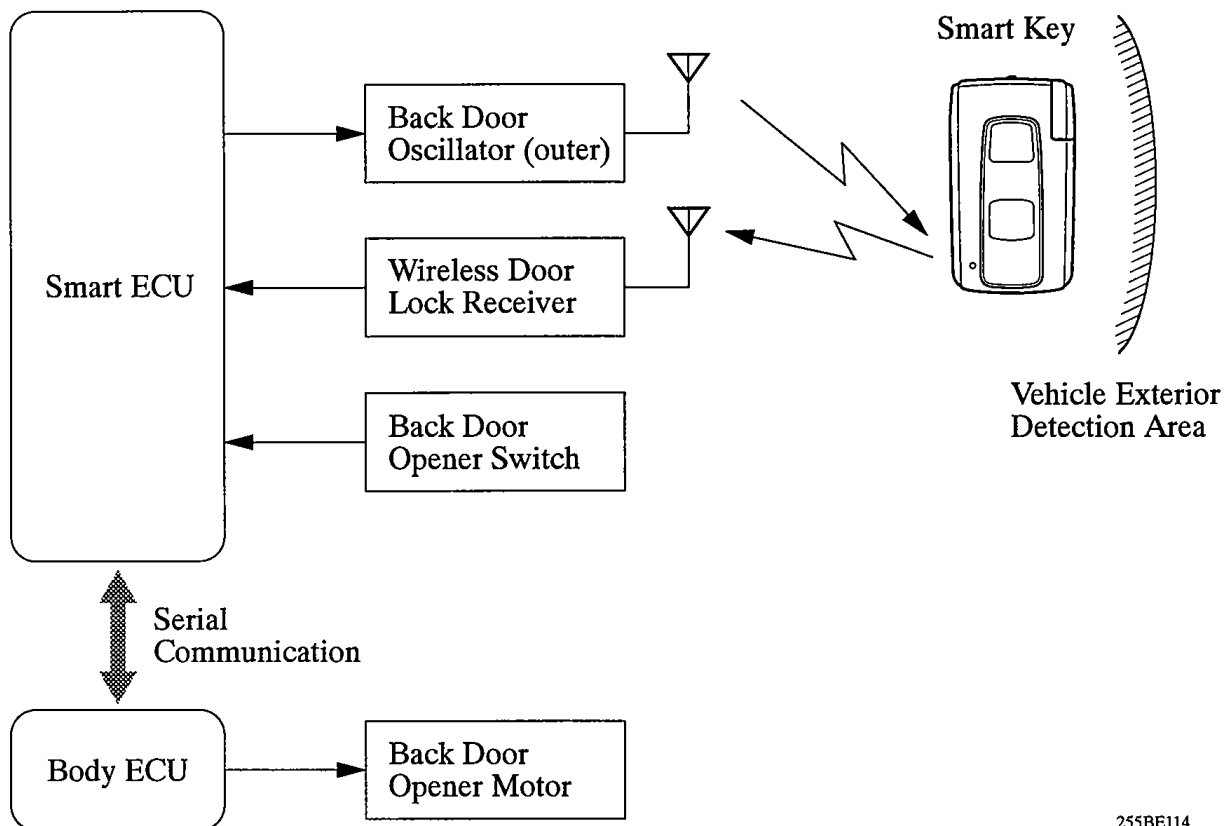 Smart Key
Back Door
Oscillator (outer)
Smart ECU
Wireless Door
Lock Receiver
Back Door
Opener Switch
Vehicle Exterior
Detection Area
Serial
Communication
Body ECU
Back Door
Opener Motor
255BE114